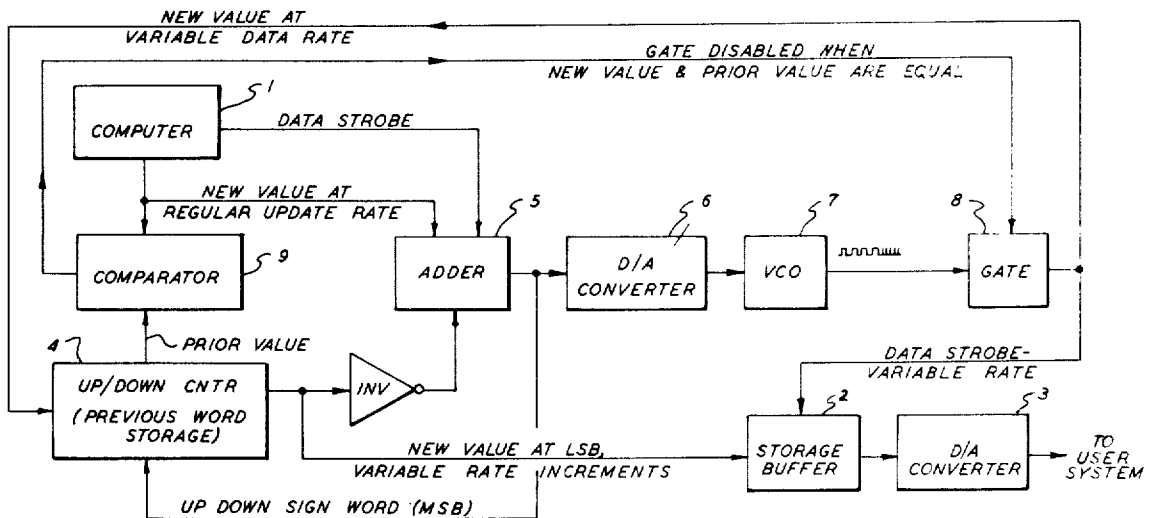 NEW VALUE AT
VARIABLE DATA RATE
GATE DISABLED WHEN
NEW VALUE & PRIOR VALUE ARE EQUAL
1
COMPUTER
DATA STROBE
NEW VALUE AT
REGULAR UPDATE RATE
9
COMPARATOR
5
ADDER
6
D/A
CONVERTER
7
VCO
8
GATE
PRIOR VALUE
4
UP/DOWN CNTR
(PREVIOUS WORD
STORAGE)
INV
DATA STROBE-
VARIABLE RATE
2
STORAGE
BUFFER
3
D/A
CONVERTER
TO
USER
SYSTEM
NEW VALUE AT LSB,
VARIABLE RATE INCREMENTS
UP DOWN SIGN WORD (MSB)